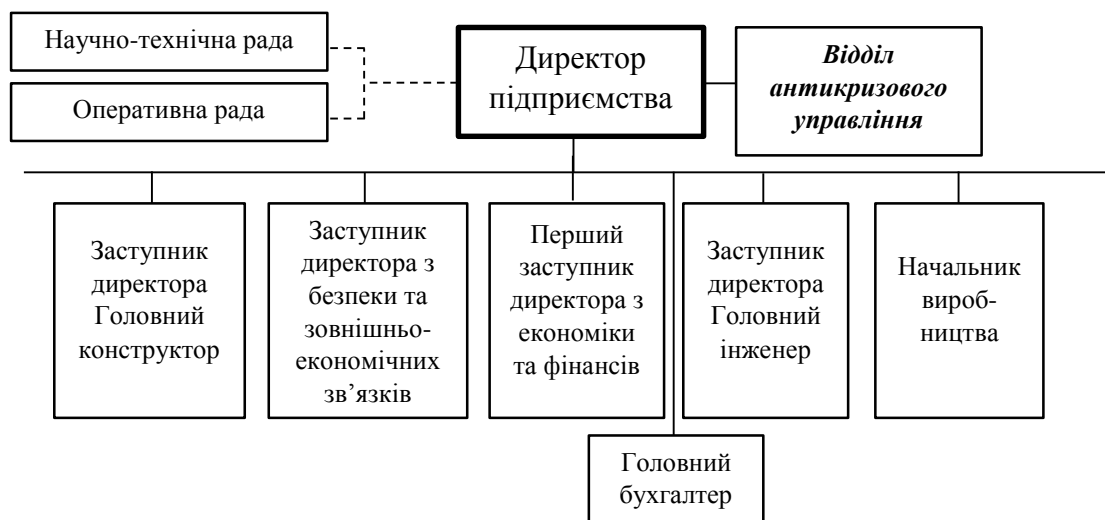 Научно-технічна рада
Оперативна рада
Директор
підприємства
Відділ
антикризового
управління
Заступник
директора
Головний
конструктор
Заступник
директора з
безпеки та
зовнішньо-
економічних
зв’язків
Перший
заступник
директора з
економіки
та фінансів
Заступник
директора
Головний
інженер
Начальник
вироб-
ництва
Головний
бухгалтер